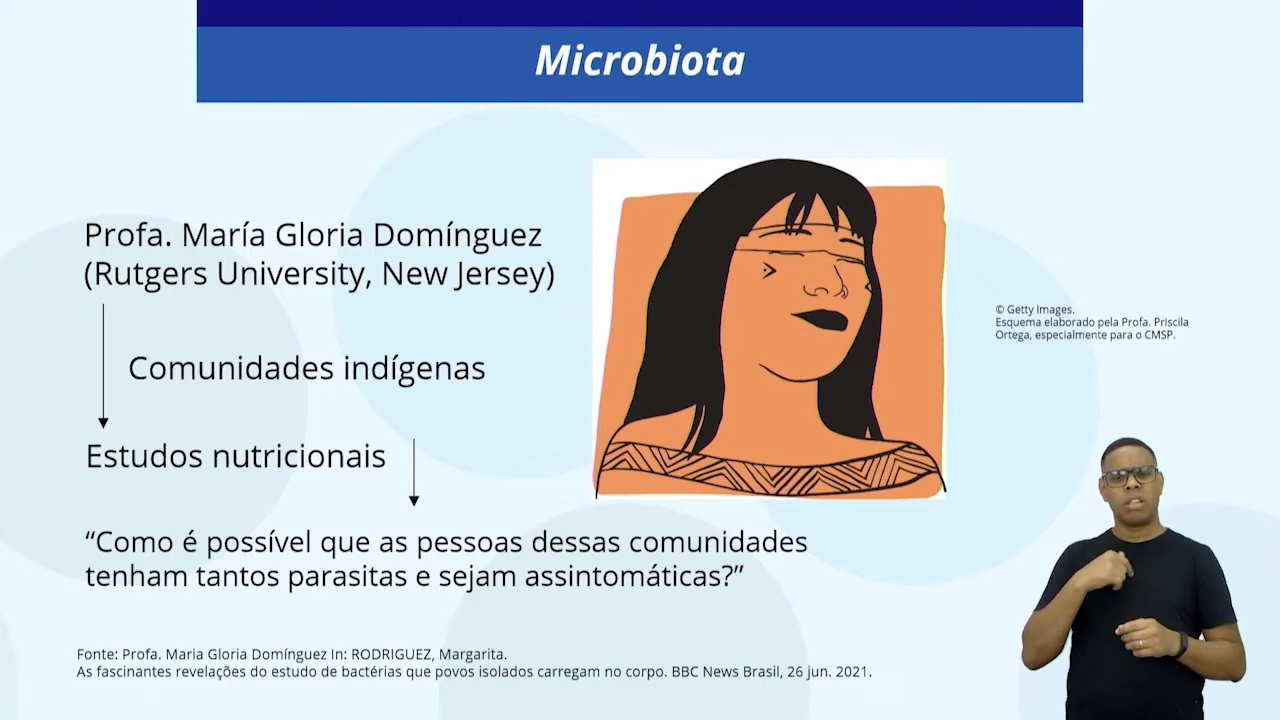 Microbiota
Profa. María Gloria Domínguez
(Rutgers University, New Jersey)
Comunidades indígenas
Estudos nutricionais
“Como é possível que as pessoas dessas comunidades
tenham tantos parasitas e sejam assintomáticas?”
© Getty Images.
Esquema elaborado pela Profa. Priscila
Ortega, especialmente para o CMSP.
Fonte: Profa. Maria Gloria Domínguez In: RODRIGUEZ, Margarita.
As fascinantes revelações do estudo de bactérias que povos isolados carregam no corpo. BBC News Brasil, 26 jun. 2021.